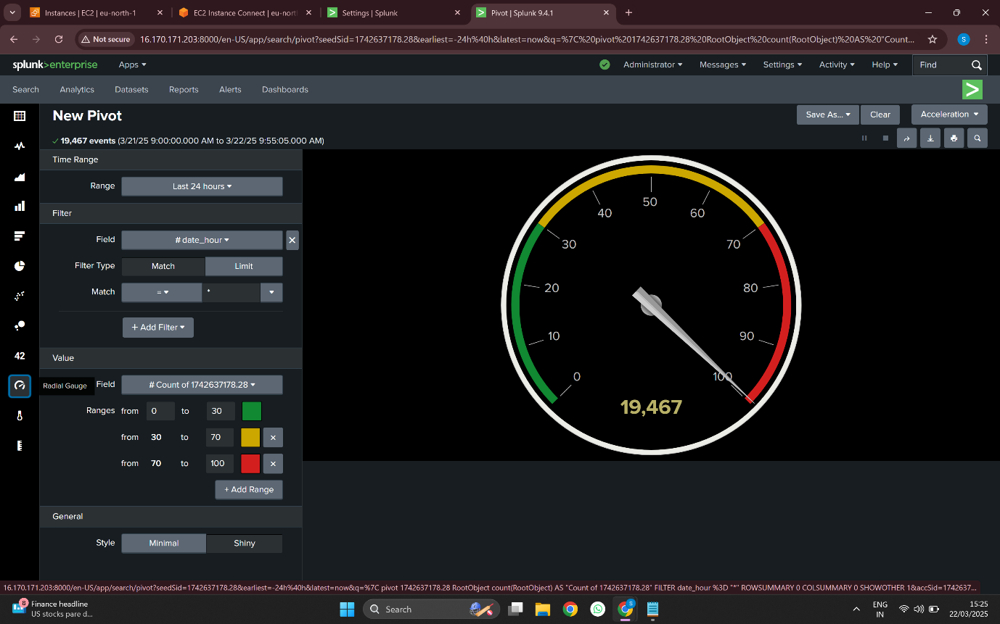 Instances | EC2 | eu-north-1
EC2 Instance Connect | eu-nort
Settings | Splunk
Pivot | Splunk 9.4.1
Not secure
16.170.171.203:8000/en-US/app/search/pivot?seedSid=1742637178.28&earliest=-24h%40h&latest=now&q=%7C%20pivot%201742637178.28%20RootObject%20count(RootObject)%20AS%20"Count...
S
splunk>enterprise
Apps
Administrator
Messages
Settings
Activity
Help
Find
Search
Analytics
Datasets
Reports
Alerts
Dashboards
>
New Pivot
Save As...
Clear
Acceleration
19,467 events (3/21/25 9:00:00.000 AM to 3/22/25 9:55:05.000 AM)
Time Range
Range
Last 24 hours
Filter
Field
# date_hour
Filter Type
Match
Limit
Match
=
*
+ Add Filter
Value
42
Radial Gauge
Field
# Count of 1742637178.28
Ranges from 0 to 30
from 30 to 70
from 70 to 100
+ Add Range
General
Style
Minimal
Shiny
0
10
20
30
40
50
60
70
80
90
100
19,467
16.170.171.203:8000/en-US/app/search/pivot?seedSid=1742637178.28&earliest=-24h%40h&latest=now&q=%7C pivot 1742637178.28 RootObject count(RootObject) AS "Count of 1742637178.28" FILTER date_hour %3D "*" ROWSUMMARY 0 COLSUMMARY 0 SHOWOTHER 1&accSid=1742637...
8
Finance headline
US stocks pare d...
Search
S
ENG
IN
15:25
22/03/2025